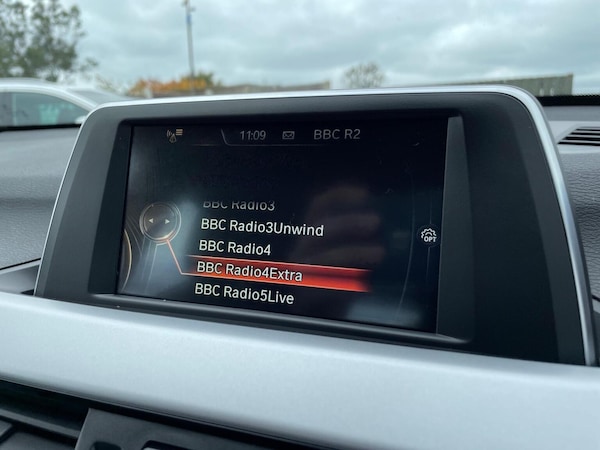 11:09 BBC R2
BBC Radio3
BBC Radio3Unwind
BBC Radio4
BBC Radio4Extra
BBC Radio5Live
OPT